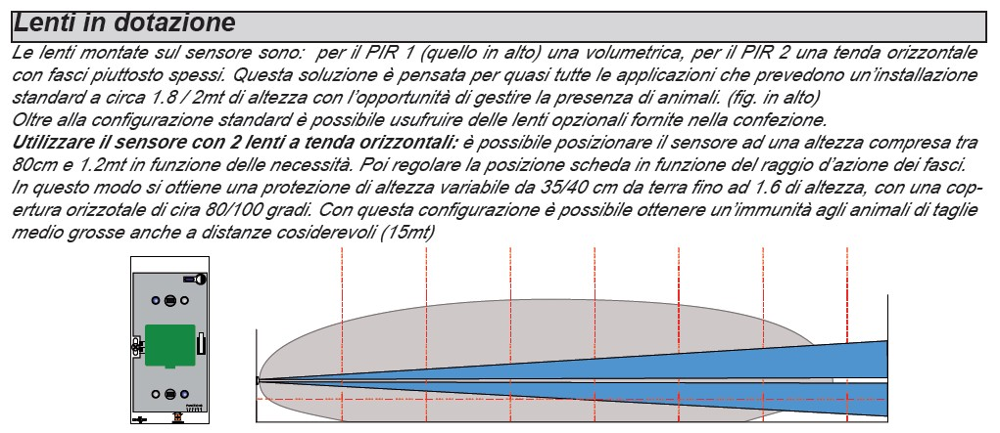 Lenti in dotazione
Le lenti montate sul sensore sono:  per il PIR 1 (quello in alto) una volumetrica, per il PIR 2 una tenda orizzontale
con fasci piuttosto spessi. Questa soluzione è pensata per quasi tutte le applicazioni che prevedono un'installazione
standard a circa 1.8 / 2mt di altezza con l'opportunità di gestire la presenza di animali. (fig. in alto)
Oltre alla configurazione standard è possibile usufruire delle lenti opzionali fornite nella confezione.
Utilizzare il sensore con 2 lenti a tenda orizzontali: è possibile posizionare il sensore ad una altezza compresa tra
80cm e 1.2mt in funzione delle necessità. Poi regolare la posizione scheda in funzione del raggio d'azione dei fasci.
In questo modo si ottiene una protezione di altezza variabile da 35/40 cm da terra fino ad 1.6 di altezza, con una cop-
ertura orizzotale di cira 80/100 gradi. Con questa configurazione è possibile ottenere un'immunità agli animali di taglie
medio grosse anche a distanze cosiderevoli (15mt)